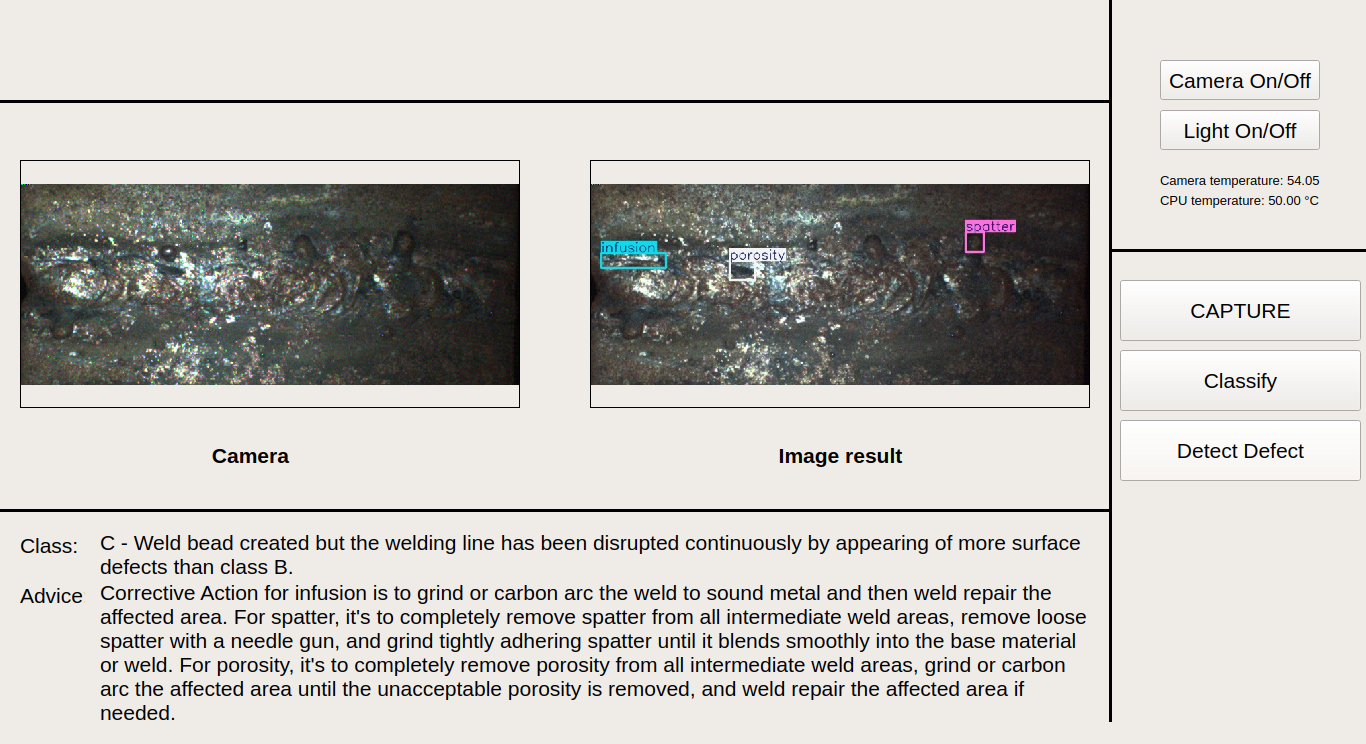 Camera On/Off
Light On/Off
Camera temperature: 54.05
CPU temperature: 50.00 °C
infusion
porosity
spatter
Camera
Image result
CAPTURE
Classify
Detect Defect
Class:
C - Weld bead created but the welding line has been disrupted continuously by appearing of more surface
defects than class B.
Advice
Corrective Action for infusion is to grind or carbon arc the weld to sound metal and then weld repair the
affected area. For spatter, it's to completely remove spatter from all intermediate weld areas, remove loose
spatter with a needle gun, and grind tightly adhering spatter until it blends smoothly into the base material
or weld. For porosity, it's to completely remove porosity from all intermediate weld areas, grind or carbon
arc the affected area until the unacceptable porosity is removed, and weld repair the affected area if
needed.